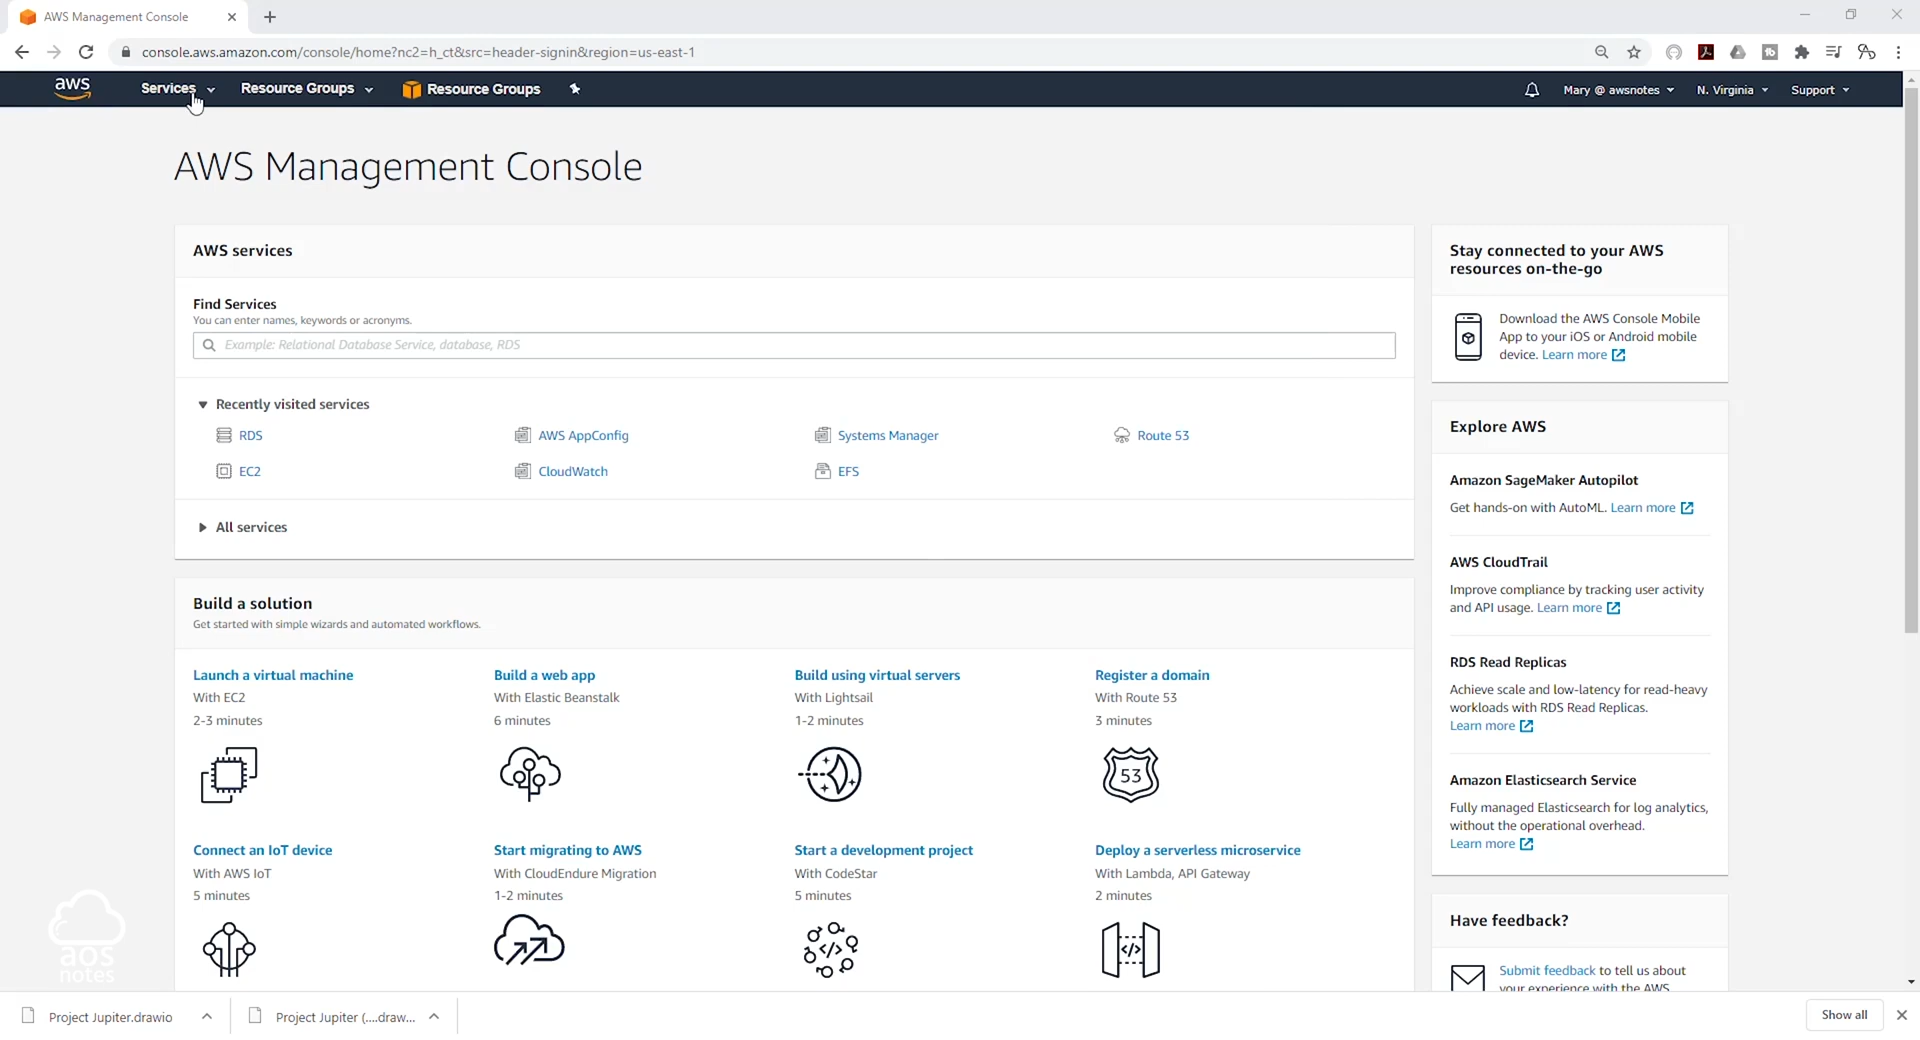 AWS Management Console
console.aws.amazon.com/console/home?nc2=h_ct&src=header-signin&region=us-east-1
aws
Services
Resource Groups
Resource Groups
Mary @ awsnotes
N. Virginia
Support
AWS Management Console
AWS services
Find Services
You can enter names, keywords or acronyms.
Example: Relational Database Service, database, RDS
Recently visited services
RDS
AWS AppConfig
Systems Manager
Route 53
EC2
CloudWatch
EFS
All services
Build a solution
Get started with simple wizards and automated workflows.
Launch a virtual machine
With EC2
2-3 minutes
Build a web app
With Elastic Beanstalk
6 minutes
Build using virtual servers
With Lightsail
1-2 minutes
Register a domain
With Route 53
3 minutes
53
Connect an IoT device
With AWS IoT
5 minutes
Start migrating to AWS
With CloudEndure Migration
1-2 minutes
Start a development project
With CodeStar
5 minutes
</>
Deploy a serverless microservice
With Lambda, API Gateway
2 minutes
</>
Stay connected to your AWS
resources on-the-go
Download the AWS Console Mobile
App to your iOS or Android mobile
device. Learn more
Explore AWS
Amazon SageMaker Autopilot
Get hands-on with AutoML. Learn more
AWS CloudTrail
Improve compliance by tracking user activity
and API usage. Learn more
RDS Read Replicas
Achieve scale and low-latency for read-heavy
workloads with RDS Read Replicas.
Learn more
Amazon Elasticsearch Service
Fully managed Elasticsearch for log analytics,
without the operational overhead.
Learn more
Have feedback?
Submit feedback to tell us about
your experience with the AWS
aos
notes
Project Jupiter.drawio
Project Jupiter (....draw...
Show all